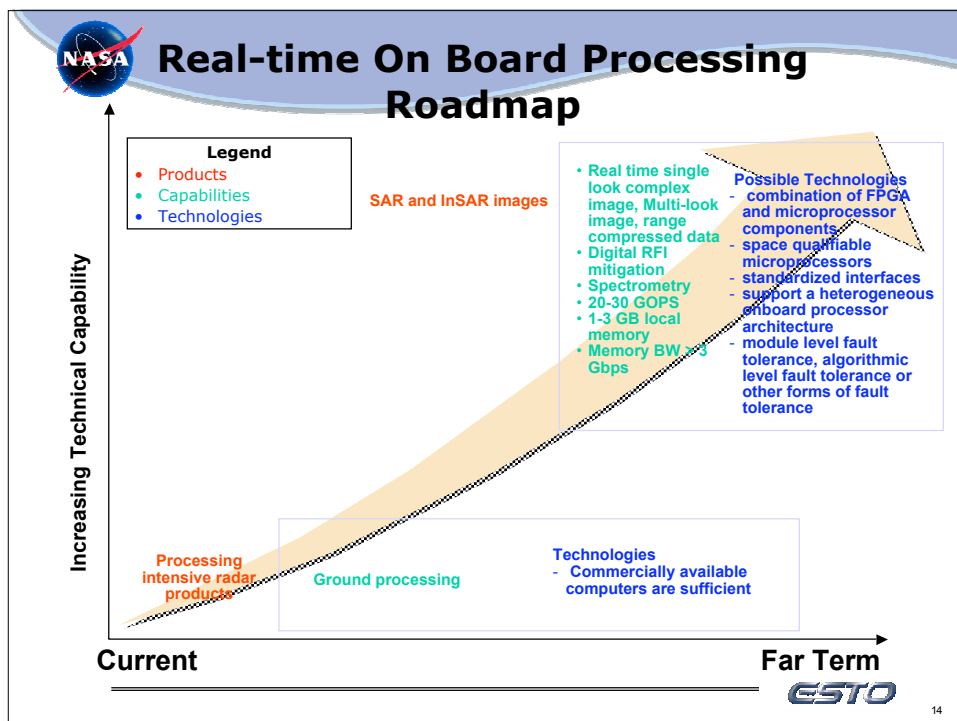 NASA
Real-time On Board Processing
Roadmap
Legend
• Products
• Capabilities
• Technologies
SAR and InSAR images
• Real time single
look complex
image, Multi-look
image, range
compressed data
• Digital RFI
mitigation
• Spectrometry
• 20-30 GOPS
• 1-3 GB local
memory
• Memory BW > 3
Gbps
Possible Technologies
- combination of FPGA
and microprocessor
components
- space qualifiable
microprocessors
- standardized interfaces
- support a heterogeneous
onboard processor
architecture
- module level fault
tolerance, algorithmic
level fault tolerance or
other forms of fault
tolerance
Increasing Technical Capability
Processing
intensive radar
products
Ground processing
Technologies
- Commercially available
computers are sufficient
Current
Far Term
ESTO
14